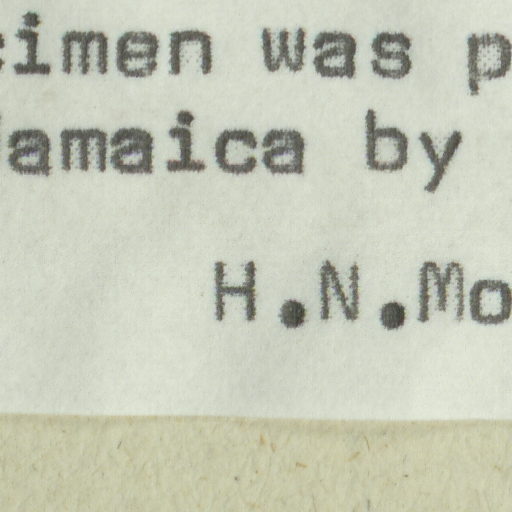 cimen was p
Jamaica by
H.N.Mo